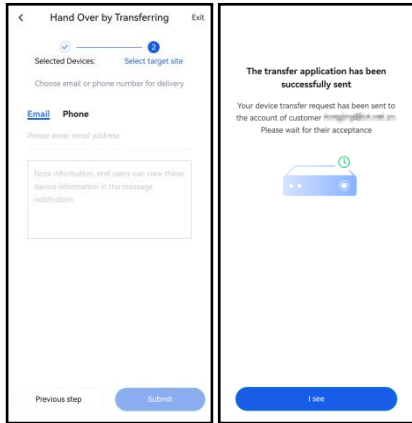 Hand Over by Transferring Exit
2
Selected Devices: Select target site
Choose email or phone number for delivery
Email Phone
Please enter email address
Note information, end users can view these
device information in the message
notification
Previous step Submit
The transfer application has been
successfully sent
Your device transfer request has been sent to
the account of customer
Please wait for their acceptance
I see